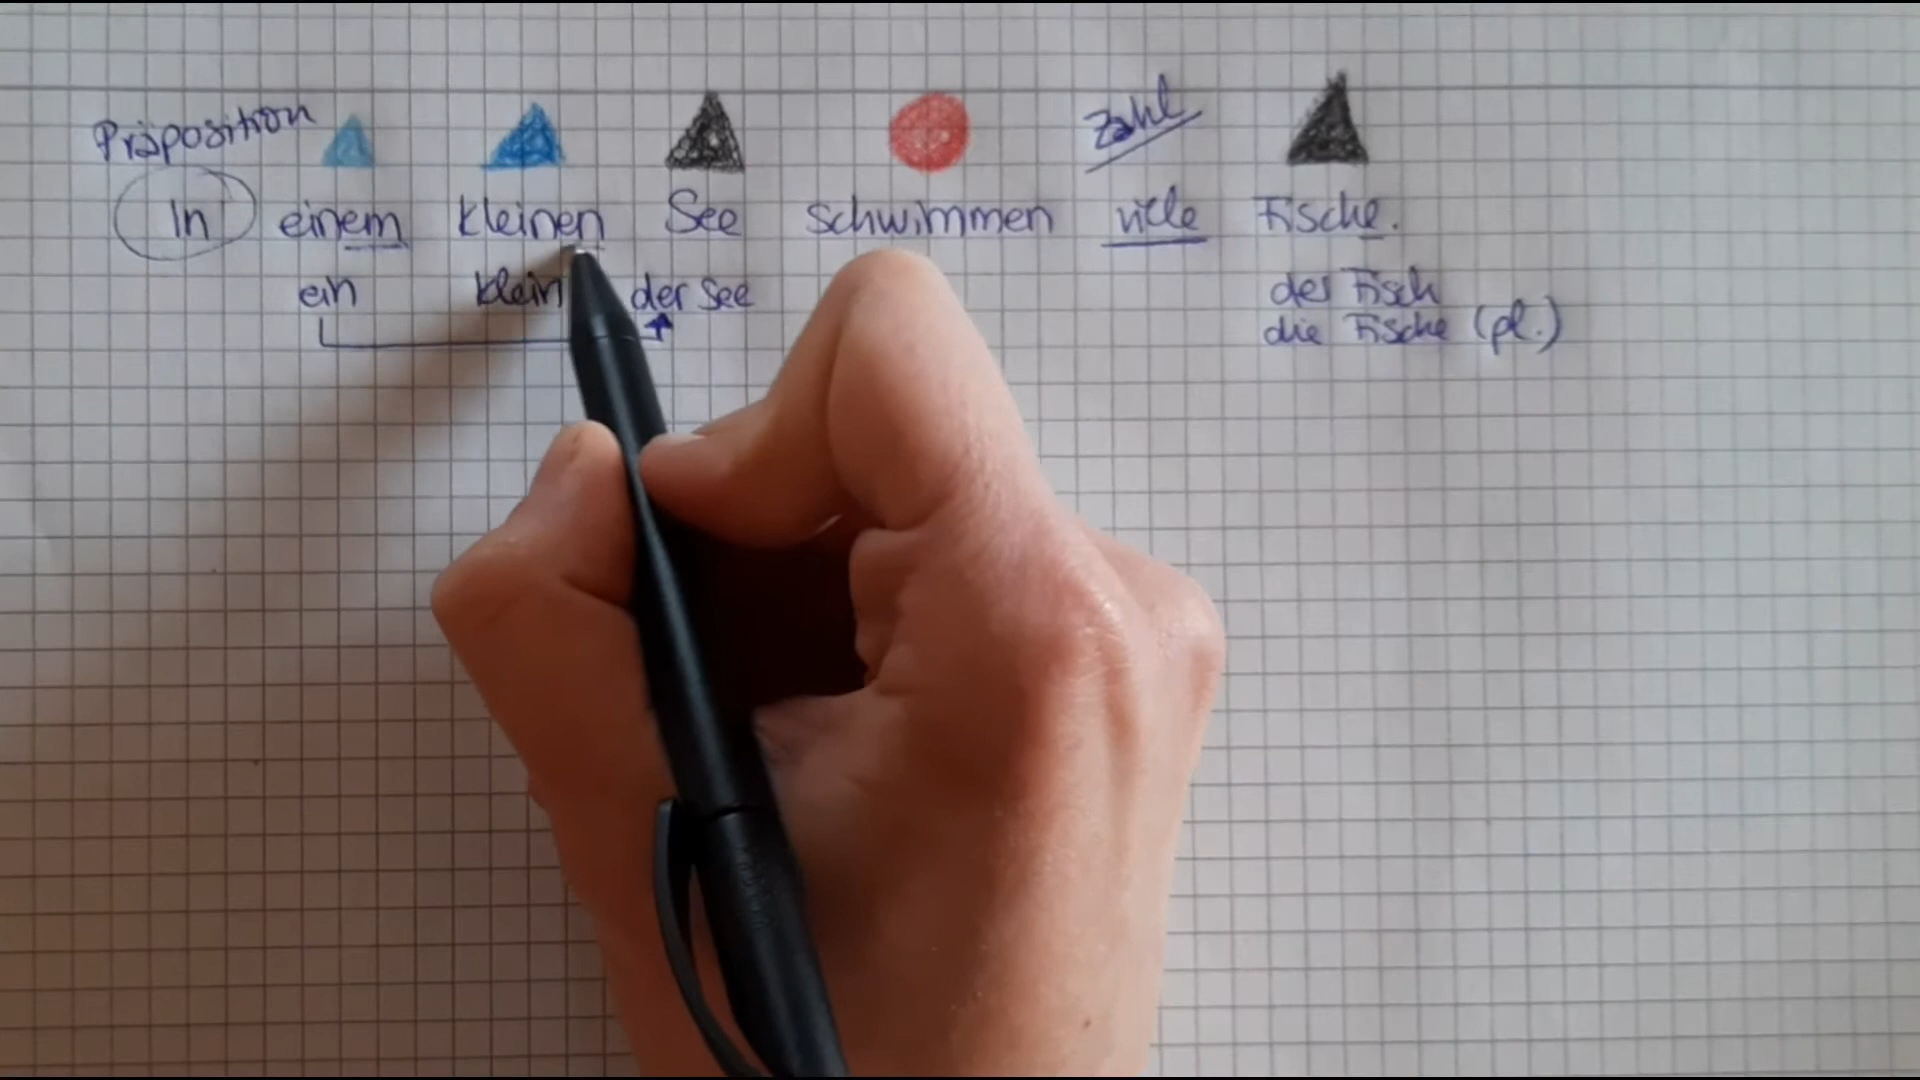 Präposition Zahl
In einem kleinen See schwimmen viele Fische.
ein klein der See der Fisch
die Fische (pl.)